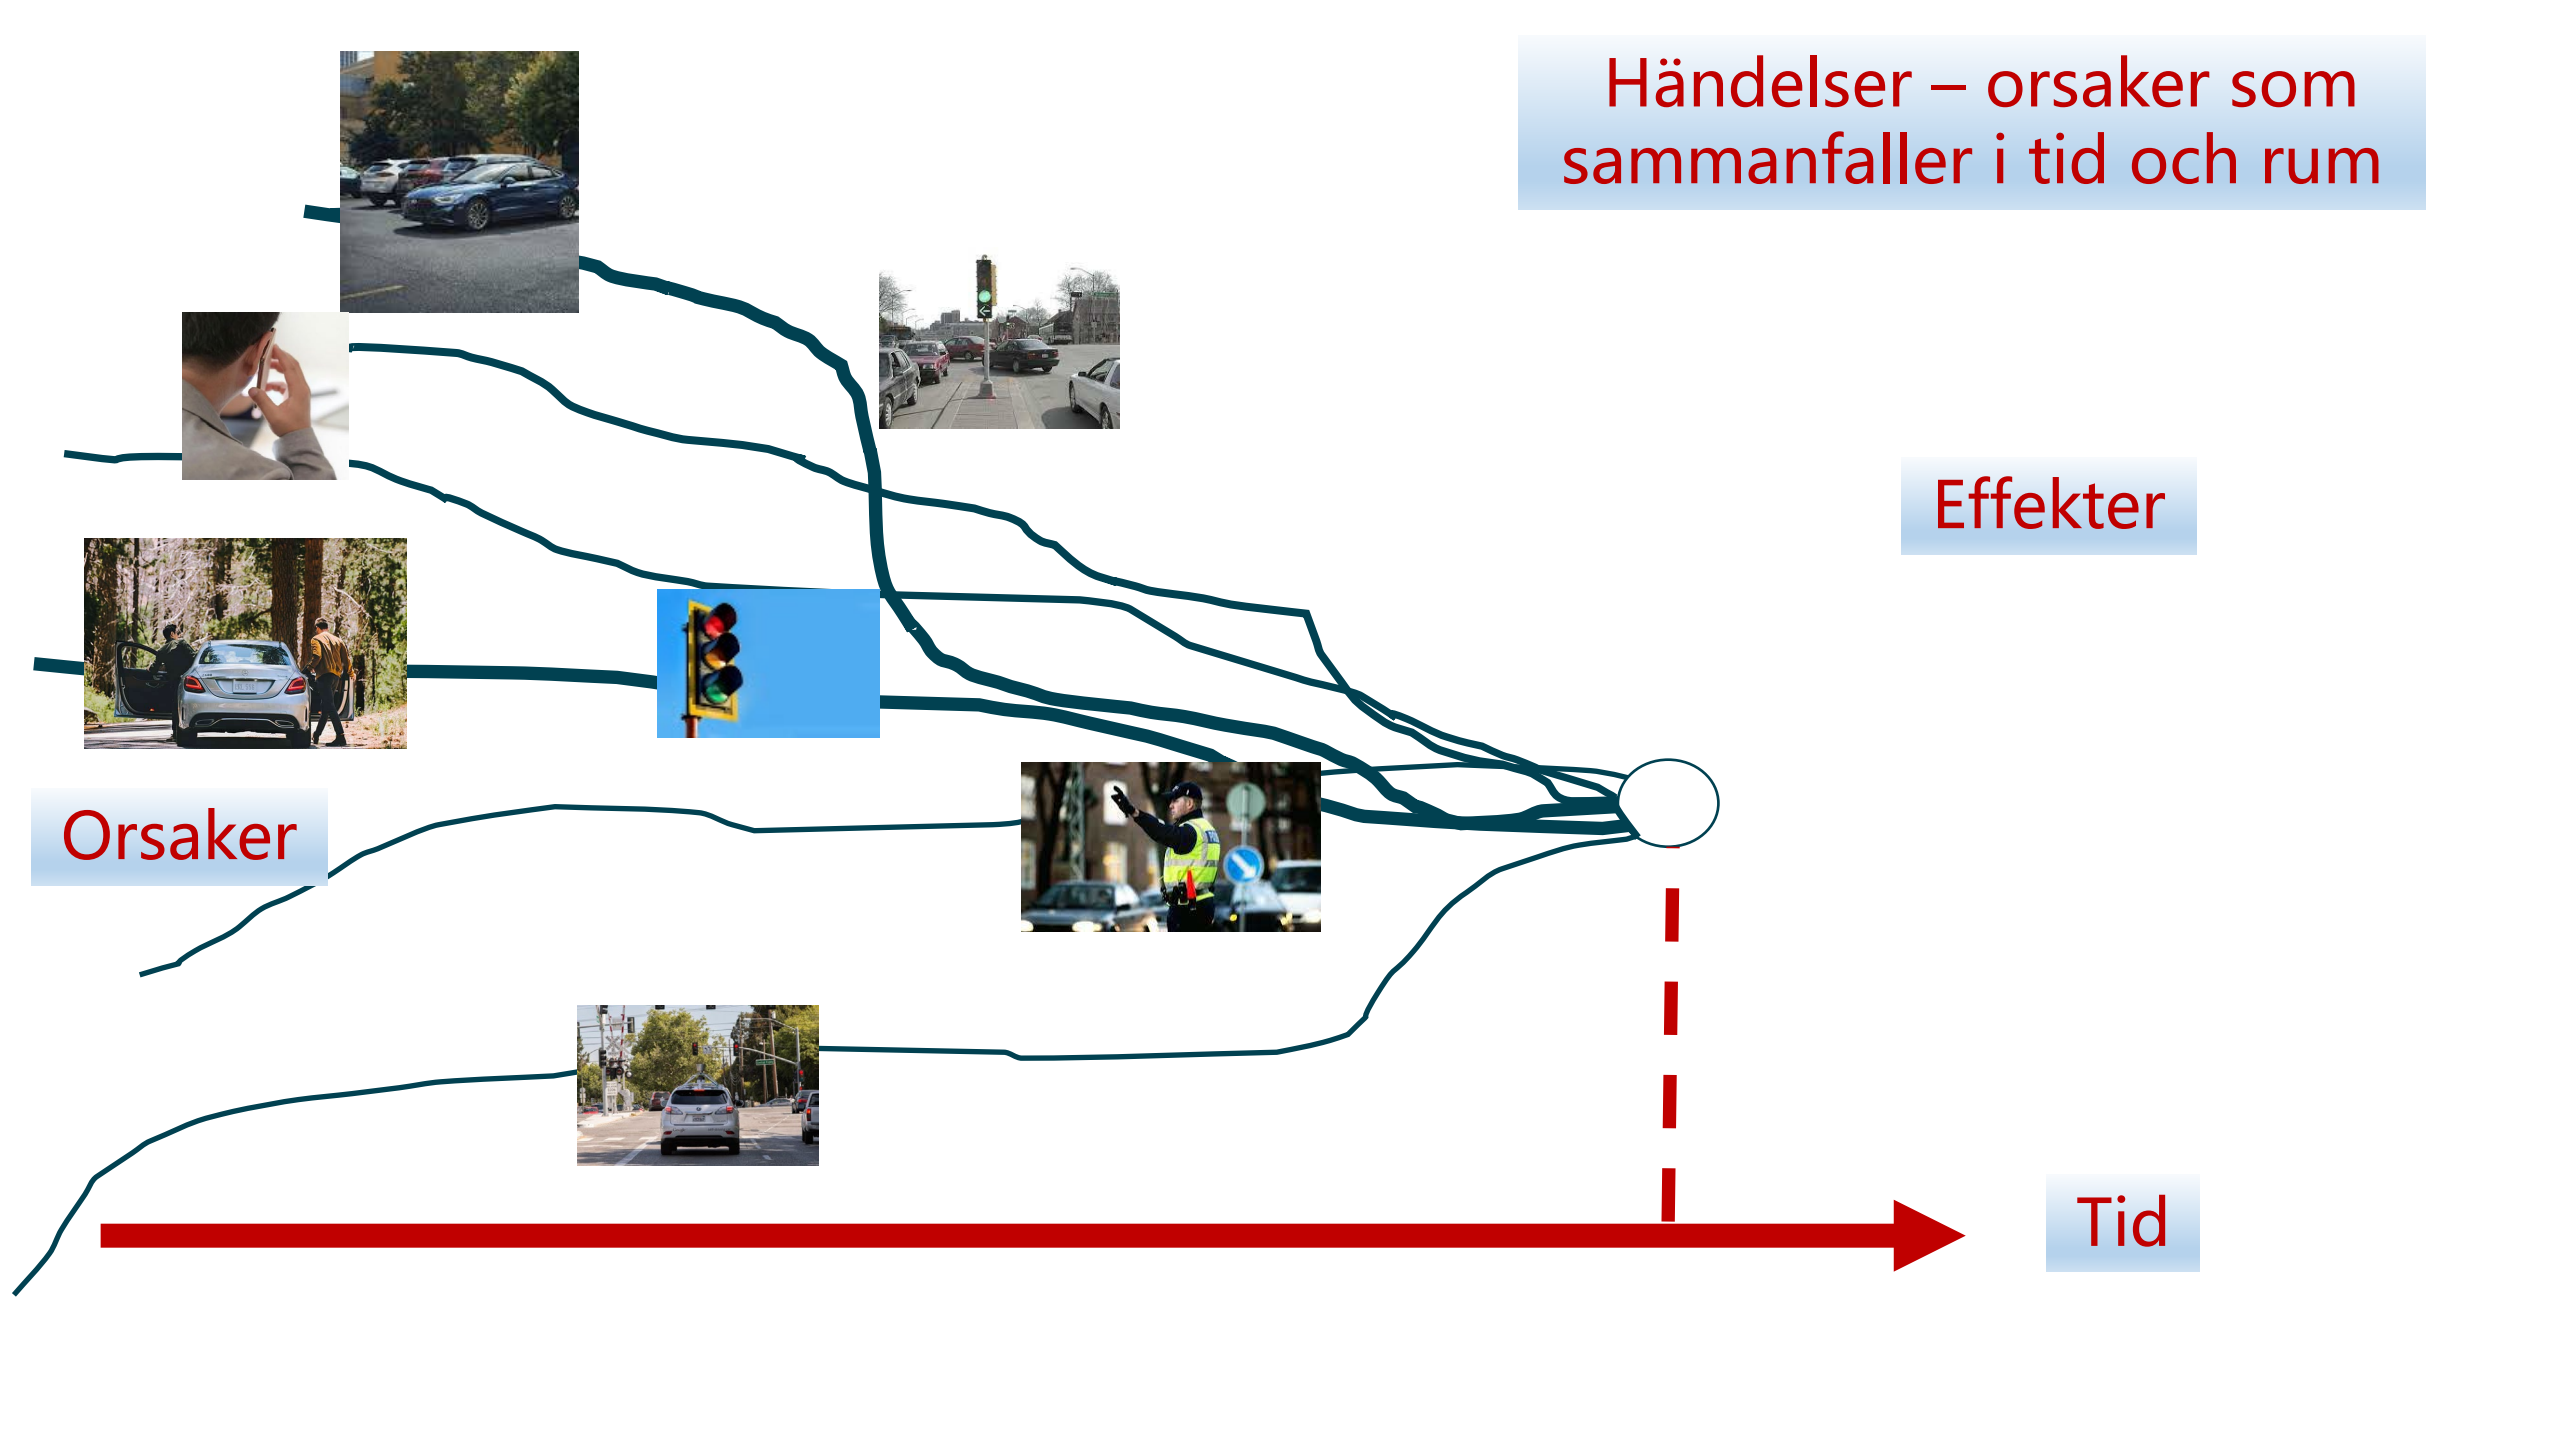 Händelser – orsaker som
sammanfaller i tid och rum
Effekter
Orsaker
Tid